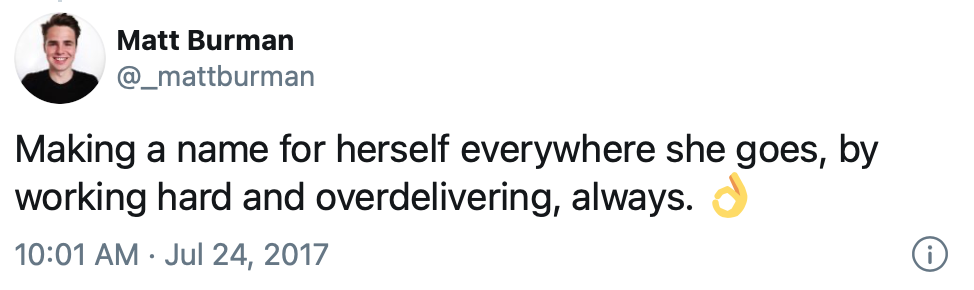 Matt Burman
@_mattburman
Making a name for herself everywhere she goes, by
working hard and overdelivering, always. 👌
10:01 AM · Jul 24, 2017